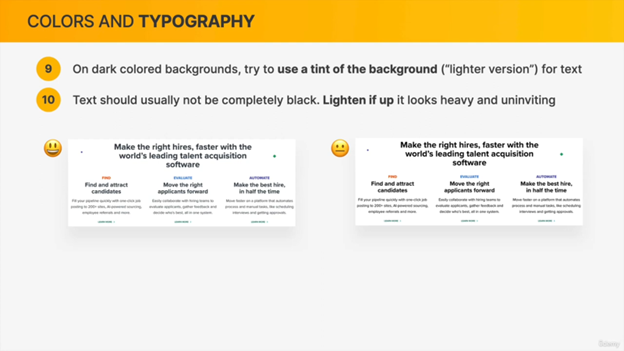 COLORS AND TYPOGRAPHY
9 On dark colored backgrounds, try to use a tint of the background ("lighter version") for text
10 Text should usually not be completely black. Lighten if up it looks heavy and uninviting
Make the right hires, faster with the
world's leading talent acquisition
software
FIND
Find and attract
candidates
Fill your pipeline quickly with one-click job
posting to 200+ sites, AI-powered sourcing,
employee referrals and more.
LEARN MORE →
EVALUATE
Move the right
applicants forward
Easily collaborate with hiring teams to
evaluate applicants, gather feedback and
decide who's best, all in one system.
LEARN MORE →
AUTOMATE
Make the best hire,
in half the time
Move faster on a platform that automates
process and manual tasks, like scheduling
interviews and getting approvals.
LEARN MORE →
Make the right hires, faster with the
world's leading talent acquisition
software
FIND
Find and attract
candidates
Fill your pipeline quickly with one-click job
posting to 200+ sites, AI-powered sourcing,
employee referrals and more.
LEARN MORE →
EVALUATE
Move the right
applicants forward
Easily collaborate with hiring teams to
evaluate applicants, gather feedback and
decide who's best, all in one system.
LEARN MORE →
AUTOMATE
Make the best hire,
in half the time
Move faster on a platform that automates
process and manual tasks, like scheduling
interviews and getting approvals.
LEARN MORE →
Udemy